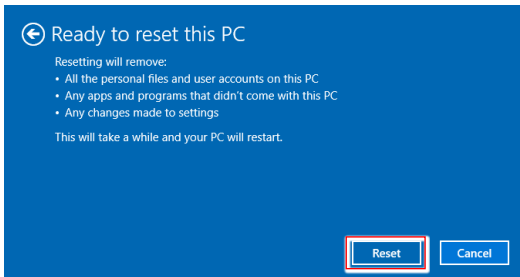 Ready to reset this PC
Resetting will remove:
• All the personal files and user accounts on this PC
• Any apps and programs that didn't come with this PC
• Any changes made to settings
This will take a while and your PC will restart.
Reset
Cancel